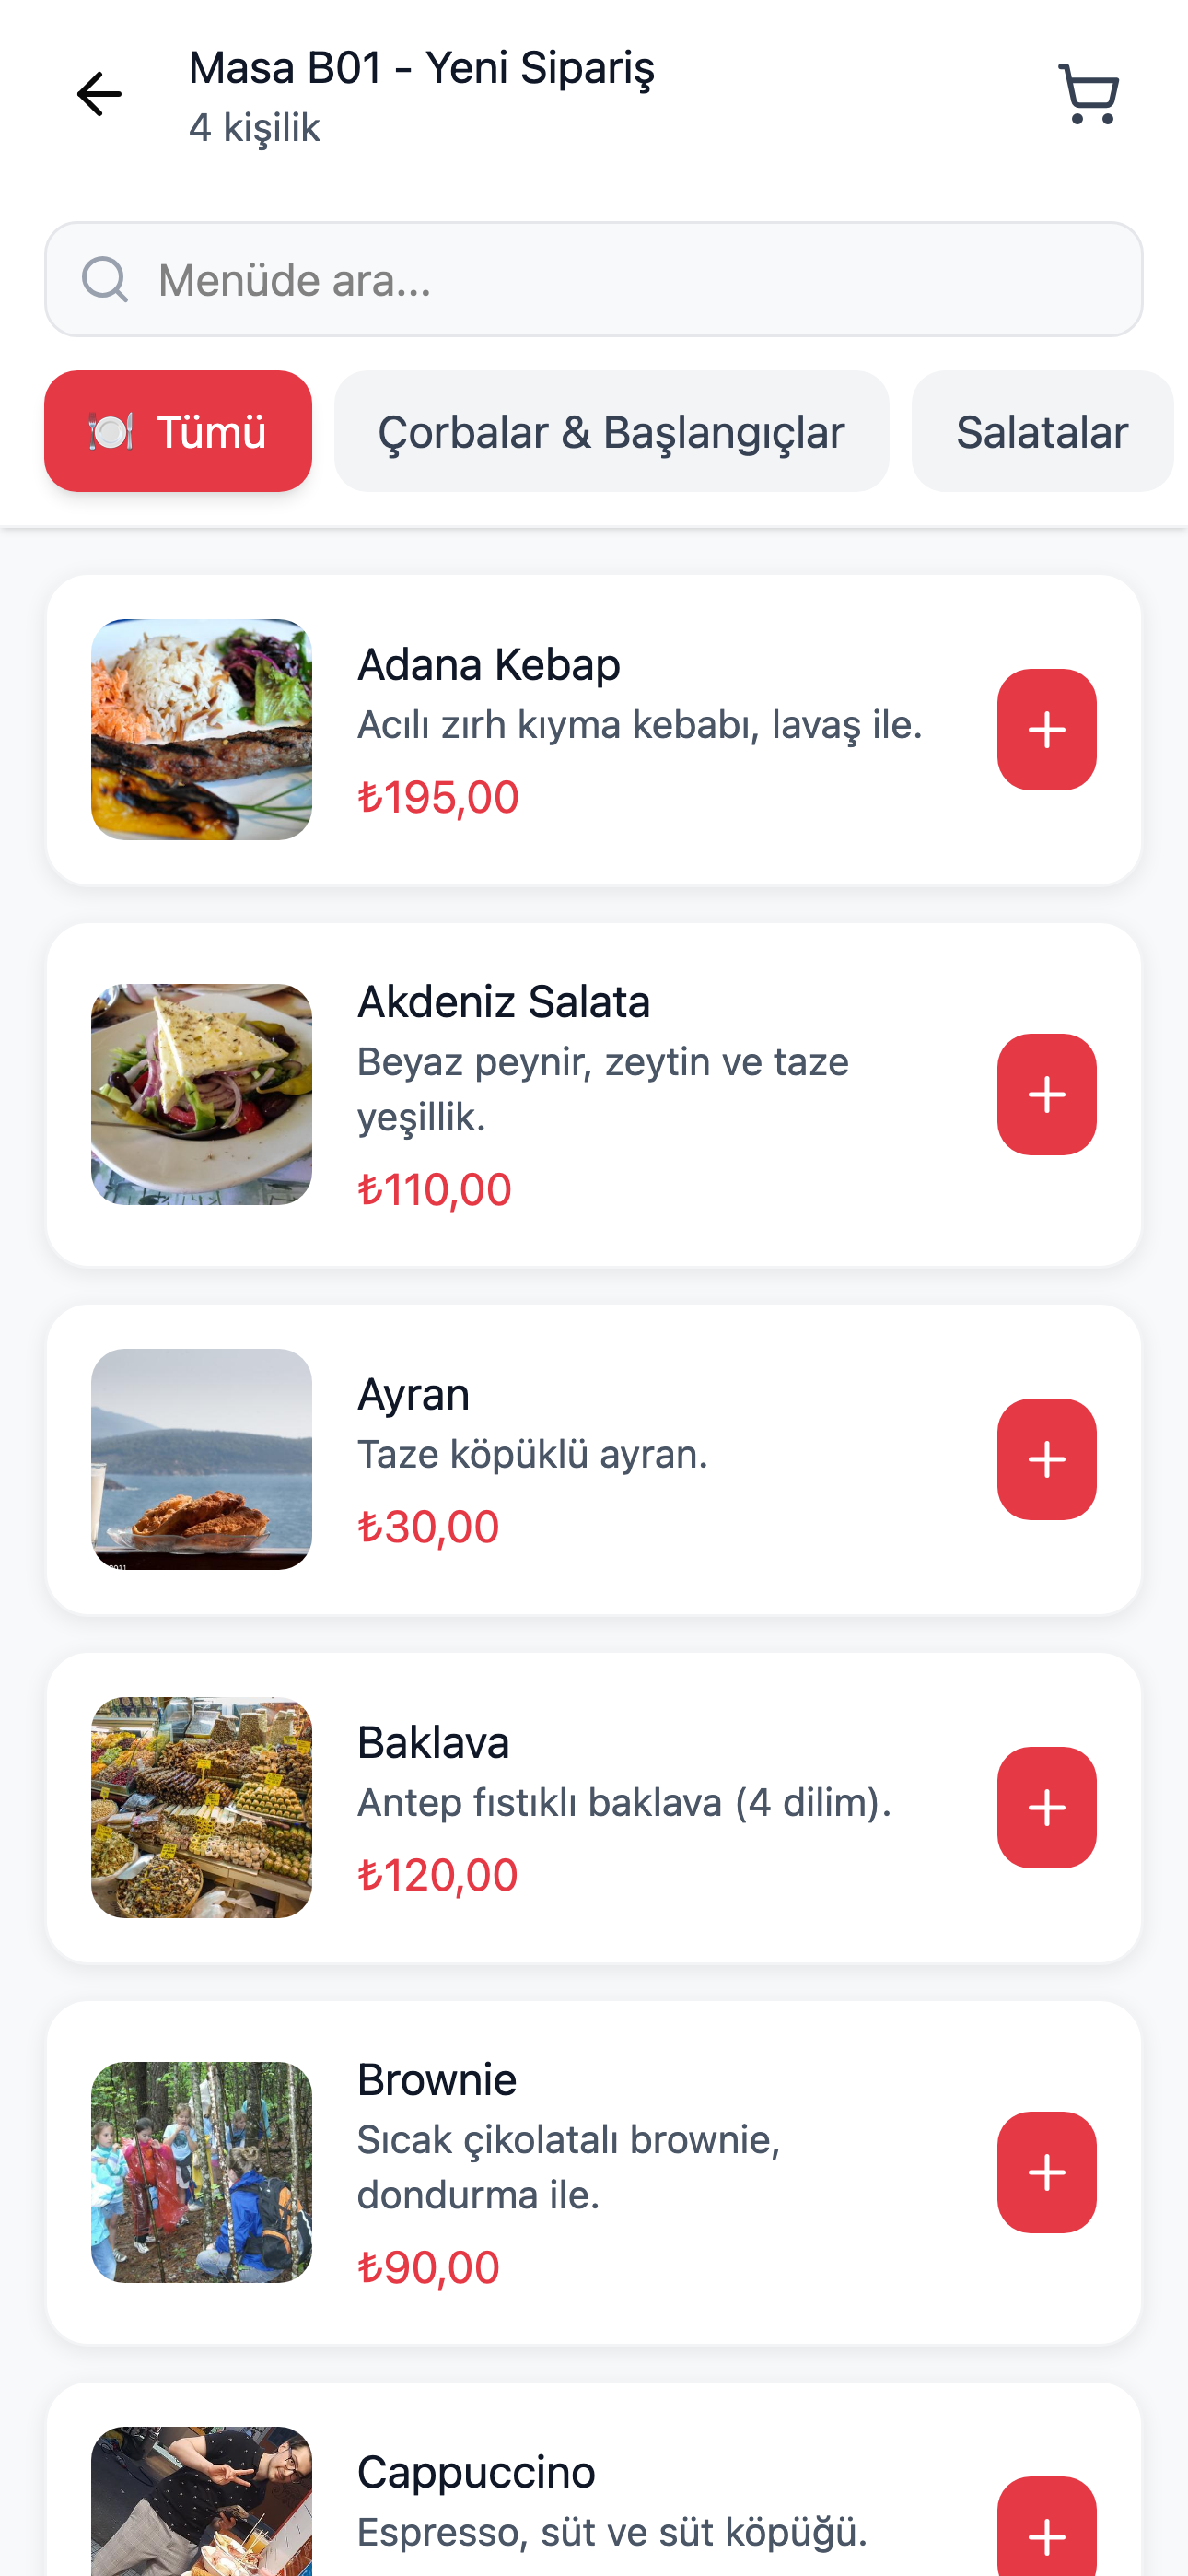 Masa B01 - Yeni Sipariş
4 kişilik
Menüde ara...
Tümü
Çorbalar & Başlangıçlar
Salatalar
Adana Kebap
Acılı zırh kıyma kebabı, lavaş ile.
₺195,00
Akdeniz Salata
Beyaz peynir, zeytin ve taze
yeşillik.
₺110,00
Ayran
Taze köpüklü ayran.
₺30,00
Baklava
Antep fıstıklı baklava (4 dilim).
₺120,00
Brownie
Sıcak çikolatalı brownie,
dondurma ile.
₺90,00
Cappuccino
Espresso, süt ve süt köpüğü.